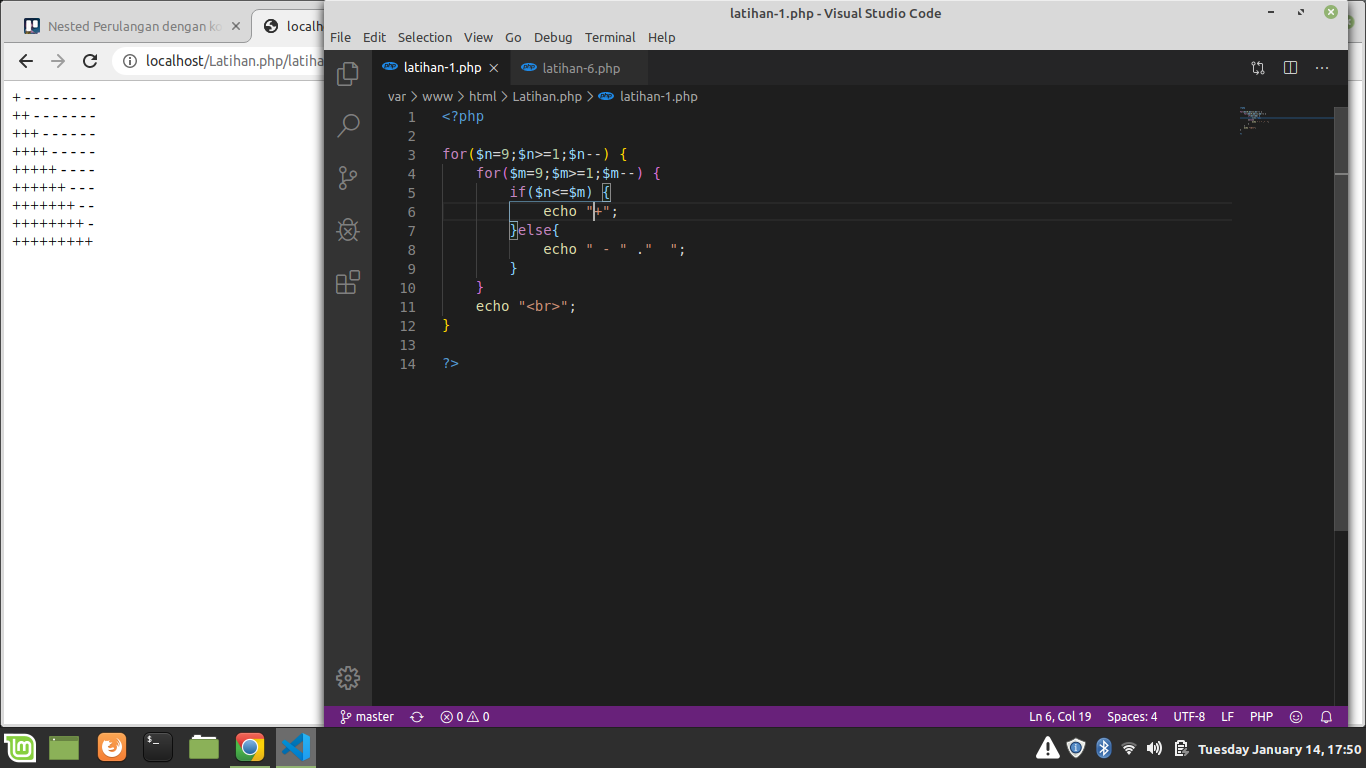 Nested Perulangan dengan ko
localh
localhost/Latihan.php/latiha
+ - - - - - - - -
++ - - - - - - -
+++ - - - - - -
++++ - - - - -
+++++ - - - -
++++++ - - -
+++++++ - -
++++++++ -
+++++++++
latihan-1.php - Visual Studio Code
File Edit Selection View Go Debug Terminal Help
php latihan-1.php php latihan-6.php
var > www > html > Latihan.php > php latihan-1.php
1 <?php
2
3 for($n=9;$n>=1;$n--) {
4     for($m=9;$m>=1;$m--) {
5         if($n<=$m) {
6             echo "+";
7         }else{
8             echo " - " ."  ";
9         }
10     }
11     echo "<br>";
12 }
13
14 ?>
master 0 0 Ln 6, Col 19 Spaces: 4 UTF-8 LF PHP
Tuesday January 14, 17:50